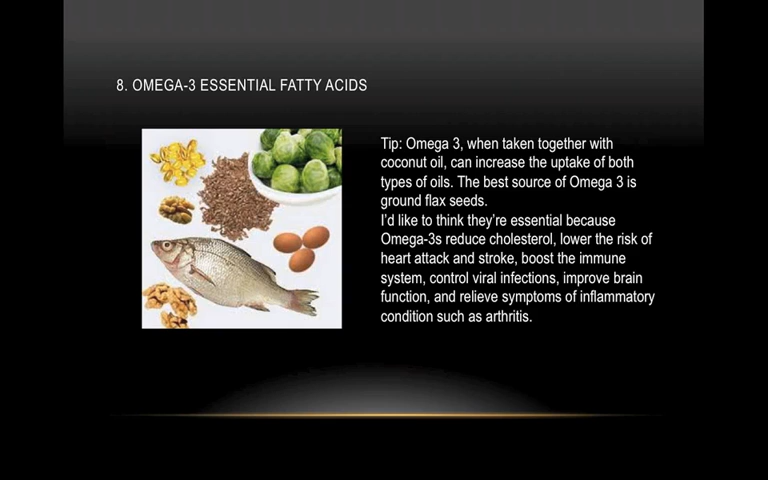 8. OMEGA-3 ESSENTIAL FATTY ACIDS
Tip: Omega 3, when taken together with
coconut oil, can increase the uptake of both
types of oils. The best source of Omega 3 is
ground flax seeds.
I'd like to think they're essential because
Omega-3s reduce cholesterol, lower the risk of
heart attack and stroke, boost the immune
system, control viral infections, improve brain
function, and relieve symptoms of inflammatory
condition such as arthritis.